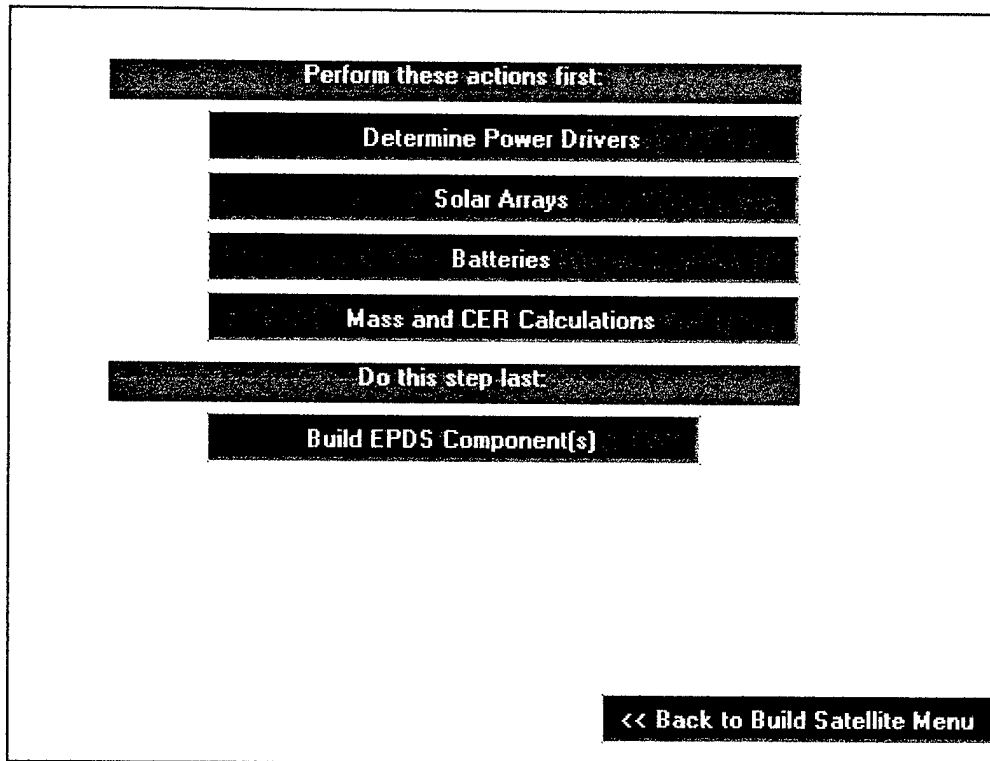 Perform these actions first:
Determine Power Drivers
Solar Arrays
Batteries
Mass and CER Calculations
Do this step last:
Build EPDS Component(s)
<< Back to Build Satellite Menu